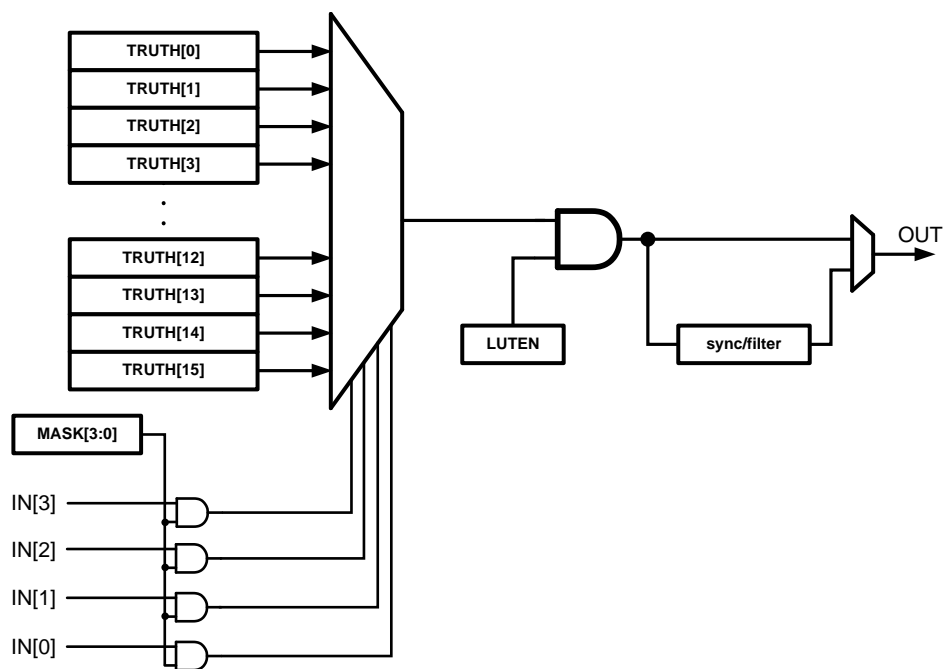 TRUTH[0]
TRUTH[1]
TRUTH[2]
TRUTH[3]
TRUTH[12]
TRUTH[13]
TRUTH[14]
TRUTH[15]
OUT
LUTEN
sync/filter
MASK[3:0]
IN[3]
IN[2]
IN[1]
IN[0]